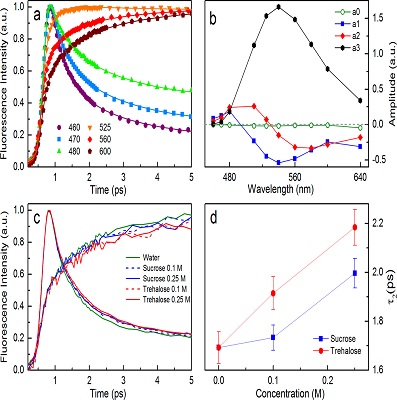 Fluorescence Intensity (a.u.)
1.0
0.8
0.6
0.4
0.2
0.0
a
460 525
470 560
480 600
1 2 3 4 5
Time (ps)
b
a0
a1
a2
a3
1.5
1.0
0.5
0.0
-0.5
Amplitude (a.u.)
480 560 640
Wavelength (nm)
Fluorescence Intensity (a.u.)
1.0
0.8
0.6
0.4
0.2
0.0
c
Water
Sucrose 0.1 M
Sucrose 0.25 M
Trehalose 0.1 M
Trehalose 0.25 M
1 2 3 4 5
Time (ps)
d
2.2
2.0
1.8
1.6
τ2(ps)
Sucrose
Trehalose
0.0 0.1 0.2
Concentration (M)